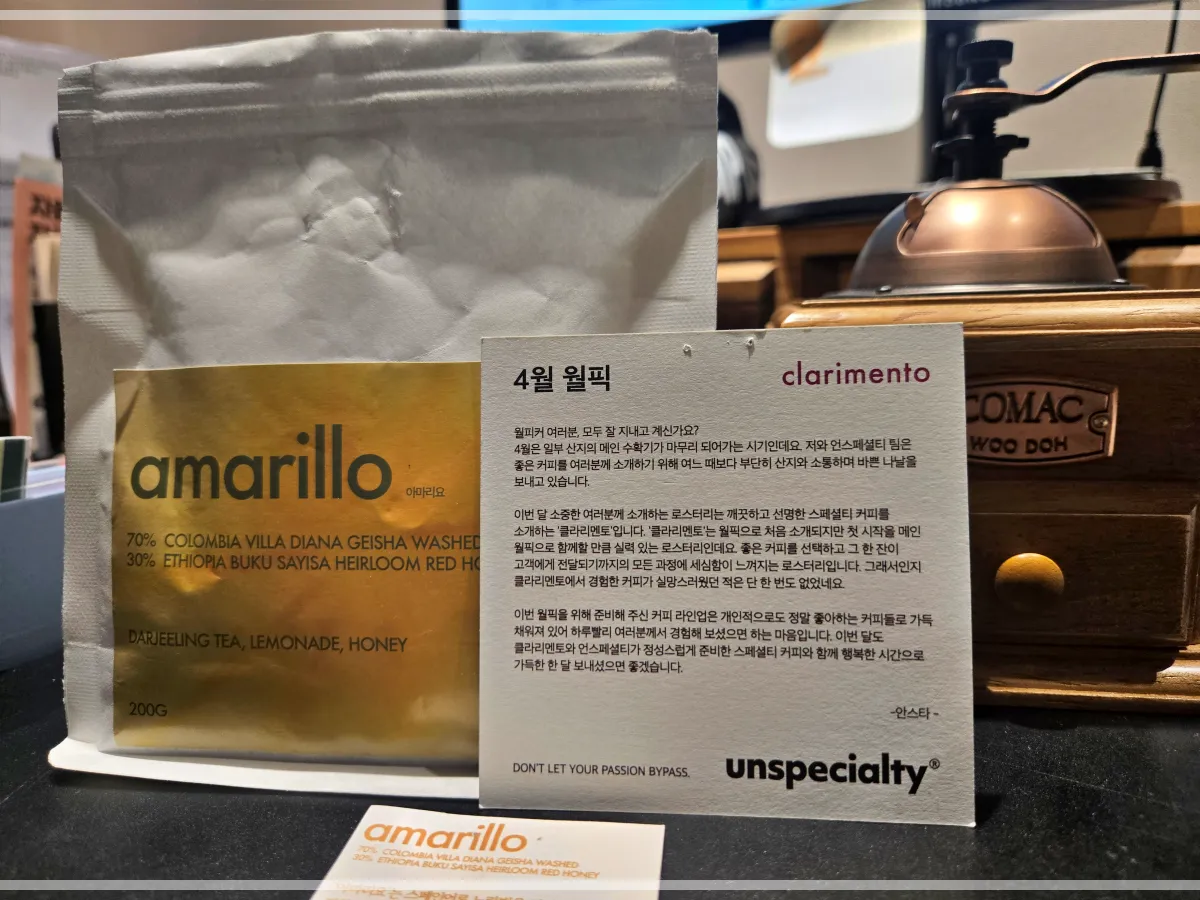 amarillo 아마리요
70% COLOMBIA VILLA DIANA GEISHA WASHED
30% ETHIOPIA BUKU SAYISA HEIRLOOM RED
DARJEELING TEA, LEMONADE, HONEY
200G
4월 월픽
clarimento
월피커 여러분, 모두 잘 지내고 계신가요?
4월은 일부 산지의 메인 수확기가 마무리 되어가는 시기인데요. 저와 언스페셜티 팀은
좋은 커피를 여러분께 소개하기 위해 여느 때보다 부단히 산지와 소통하며 바쁜 나날을
보내고 있습니다.
이번 달 소중한 여러분께 소개하는 로스터리는 깨끗하고 선명한 스페셜티 커피를
소개하는 '클라리멘토'입니다. '클라리멘토'는 월픽으로 처음 소개되지만 첫 시작을 메인
월픽으로 함께할 만큼 실력 있는 로스터리인데요. 좋은 커피를 선택하고 그 한 잔이
고객에게 전달되기까지의 모든 과정에 세심함이 느껴지는 로스터리입니다. 그래서인지
클라리멘토에서 경험한 커피가 실망스러웠던 적은 단 한 번도 없었네요.
이번 월픽을 위해 준비해 주신 커피 라인업은 개인적으로도 정말 좋아하는 커피들로 가득
채워져 있어 하루빨리 여러분께서 경험해 보셨으면 하는 마음입니다. 이번 달도
클라리멘토와 언스페셜티가 정성스럽게 준비한 스페셜티 커피와 함께 행복한 시간으로
가득한 한 달 보내셨으면 좋겠습니다.
-안스타-
DON'T LET YOUR PASSION BYPASS.
unspecialty®
COMAC
WOO DOH
amarillo
70% COLOMBIA VILLA DIANA GEISHA WASHED
30% ETHIOPIA BUKU SAYISA HEIRLOOM RED HONEY